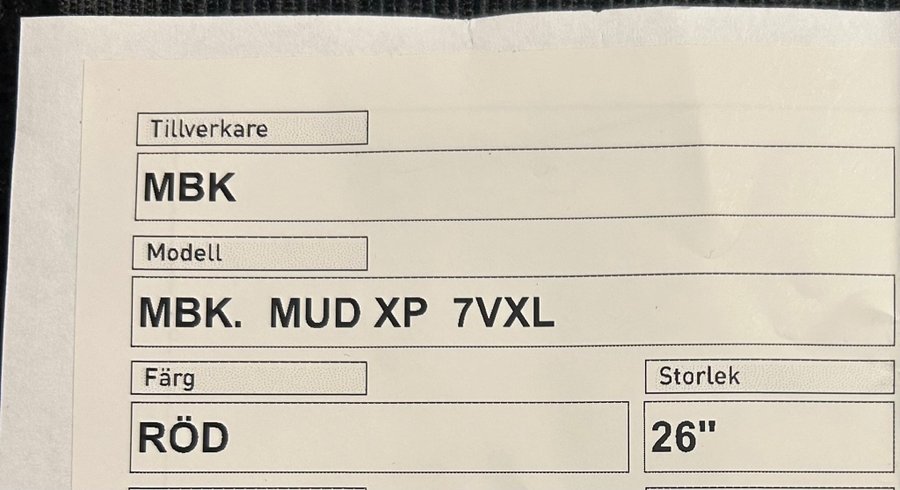 Tillverkare
MBK
Modell
MBK. MUD XP 7VXL
Färg Storlek
RÖD 26"